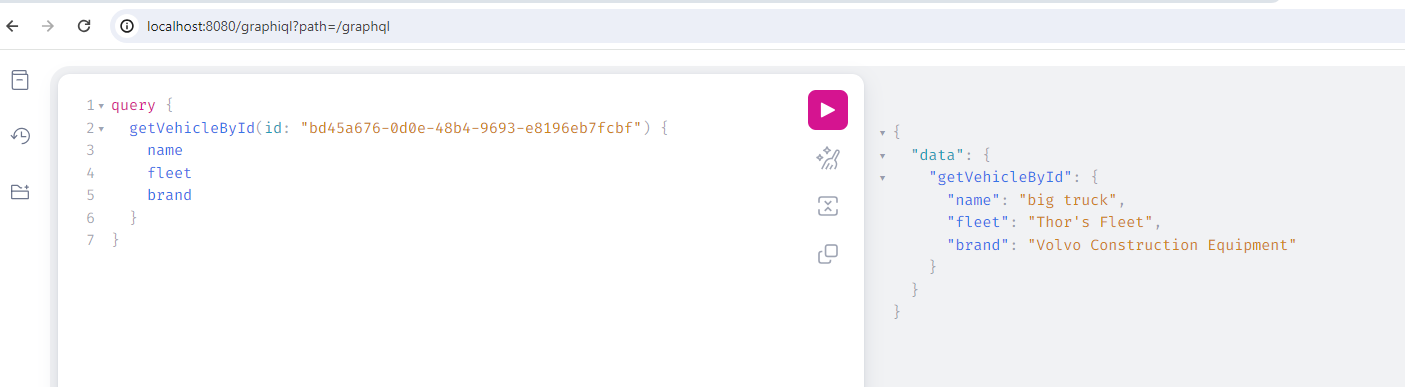 localhost:8080/graphiql?path=/graphql
1 query {
2 getVehicleById(id: "bd45a676-0d0e-48b4-9693-e8196eb7fcbf") {
3 name
4 fleet
5 brand
6 }
7 }
{
"data": {
"getVehicleById": {
"name": "big truck",
"fleet": "Thor's Fleet",
"brand": "Volvo Construction Equipment"
}
}
}